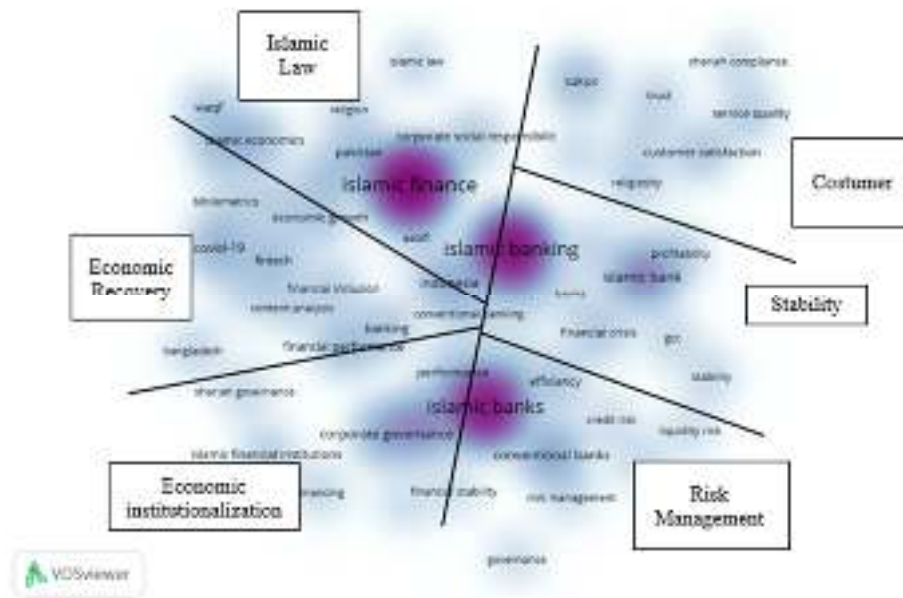 Islamic
Law
islamic law
sukuk
shariah compliance
trust
waqf
religion
service quality
islamic economics
corporate social responsibility
pakistan
customer satisfaction
Costumer
islamic finance
religiosity
bibliometrics
economic growth
covid-19
islamic banking
profitability
fintech
Economic
Recovery
islamic bank
financial inclusion
indonesia
Stability
content analysis
conventional banking
banking
financial crisis
gcc
bangladesh
financial performance
performance
efficiency
stability
shariah governance
islamic banks
credit risk
corporate governance
liquidity risk
islamic financial institutions
conventional banks
Economic
institutionalization
financial stability
risk management
Risk
Management
governance
VOSviewer